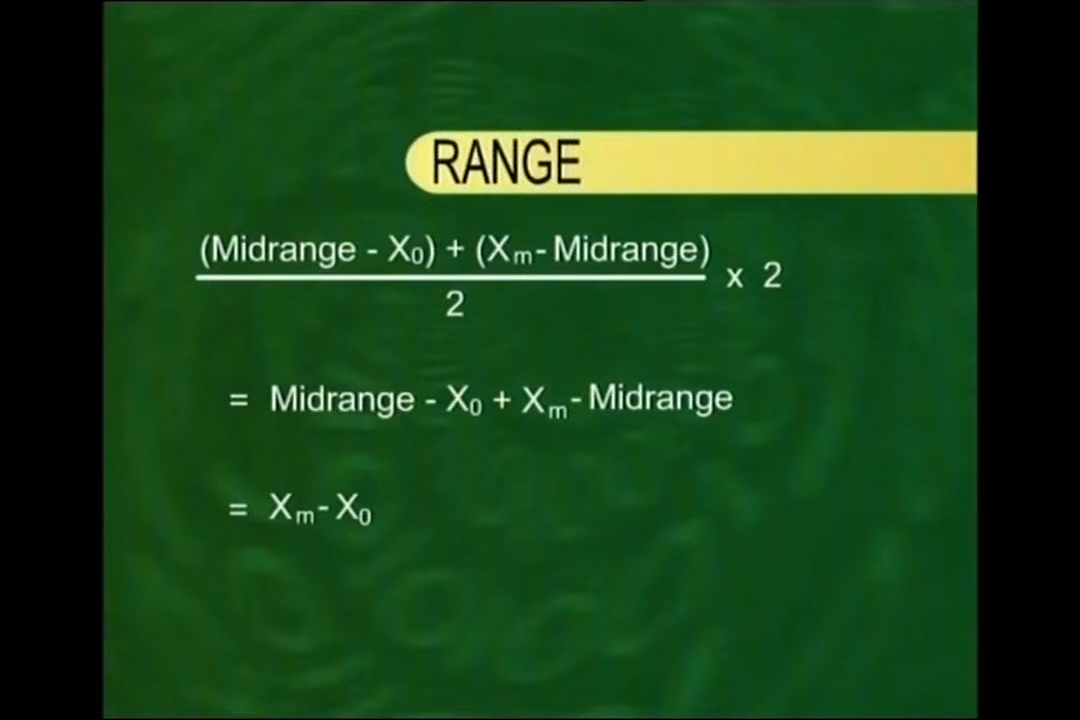 RANGE
(Midrange - X₀) + (Xₘ - Midrange)
x 2
2
= Midrange - X₀ + Xₘ - Midrange
= Xₘ - X₀